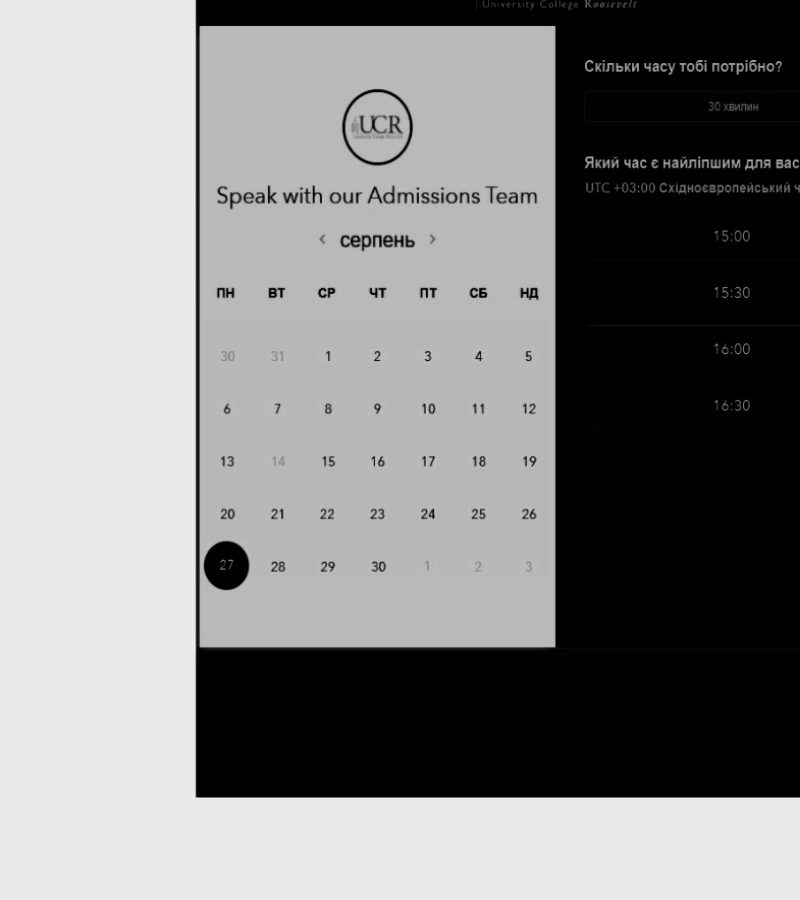 University College Roosevelt
UCR
Speak with our Admissions Team
< серпень >
ПН ВТ СР ЧТ ПТ СБ НД
30 31 1 2 3 4 5
6 7 8 9 10 11 12
13 14 15 16 17 18 19
20 21 22 23 24 25 26
27 28 29 30 1 2 3
Скільки часу тобі потрібно?
30 хвилин
Який час є найліпшим для вас
UTC +03:00 Східноєвропейський ч
15:00
15:30
16:00
16:30